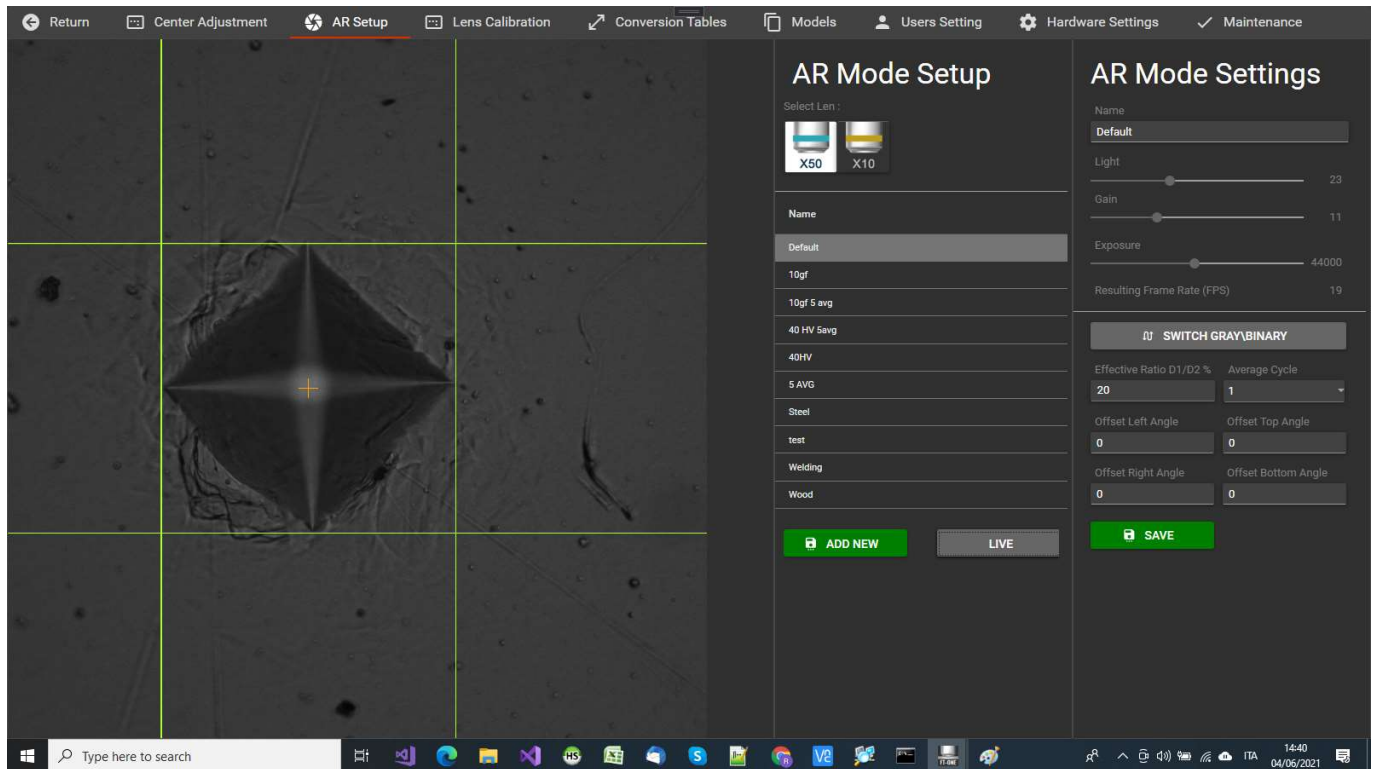 Return Center Adjustment AR Setup Lens Calibration Conversion Tables Models Users Setting Hardware Settings Maintenance
AR Mode Setup
Select Len :
X50 X10
Name
Default
10gf
10gf 5 avg
40 HV 5avg
40HV
5 AVG
Steel
test
Welding
Wood
ADD NEW LIVE
AR Mode Settings
Name
Default
Light
23
Gain
11
Exposure
44000
Resulting Frame Rate (FPS) 19
SWITCH GRAY\BINARY
Effective Ratio D1/D2 % Average Cycle
20 1
Offset Left Angle Offset Top Angle
0 0
Offset Right Angle Offset Bottom Angle
0 0
SAVE
Type here to search
HS
FT-ONE
ITA
14:40
04/06/2021